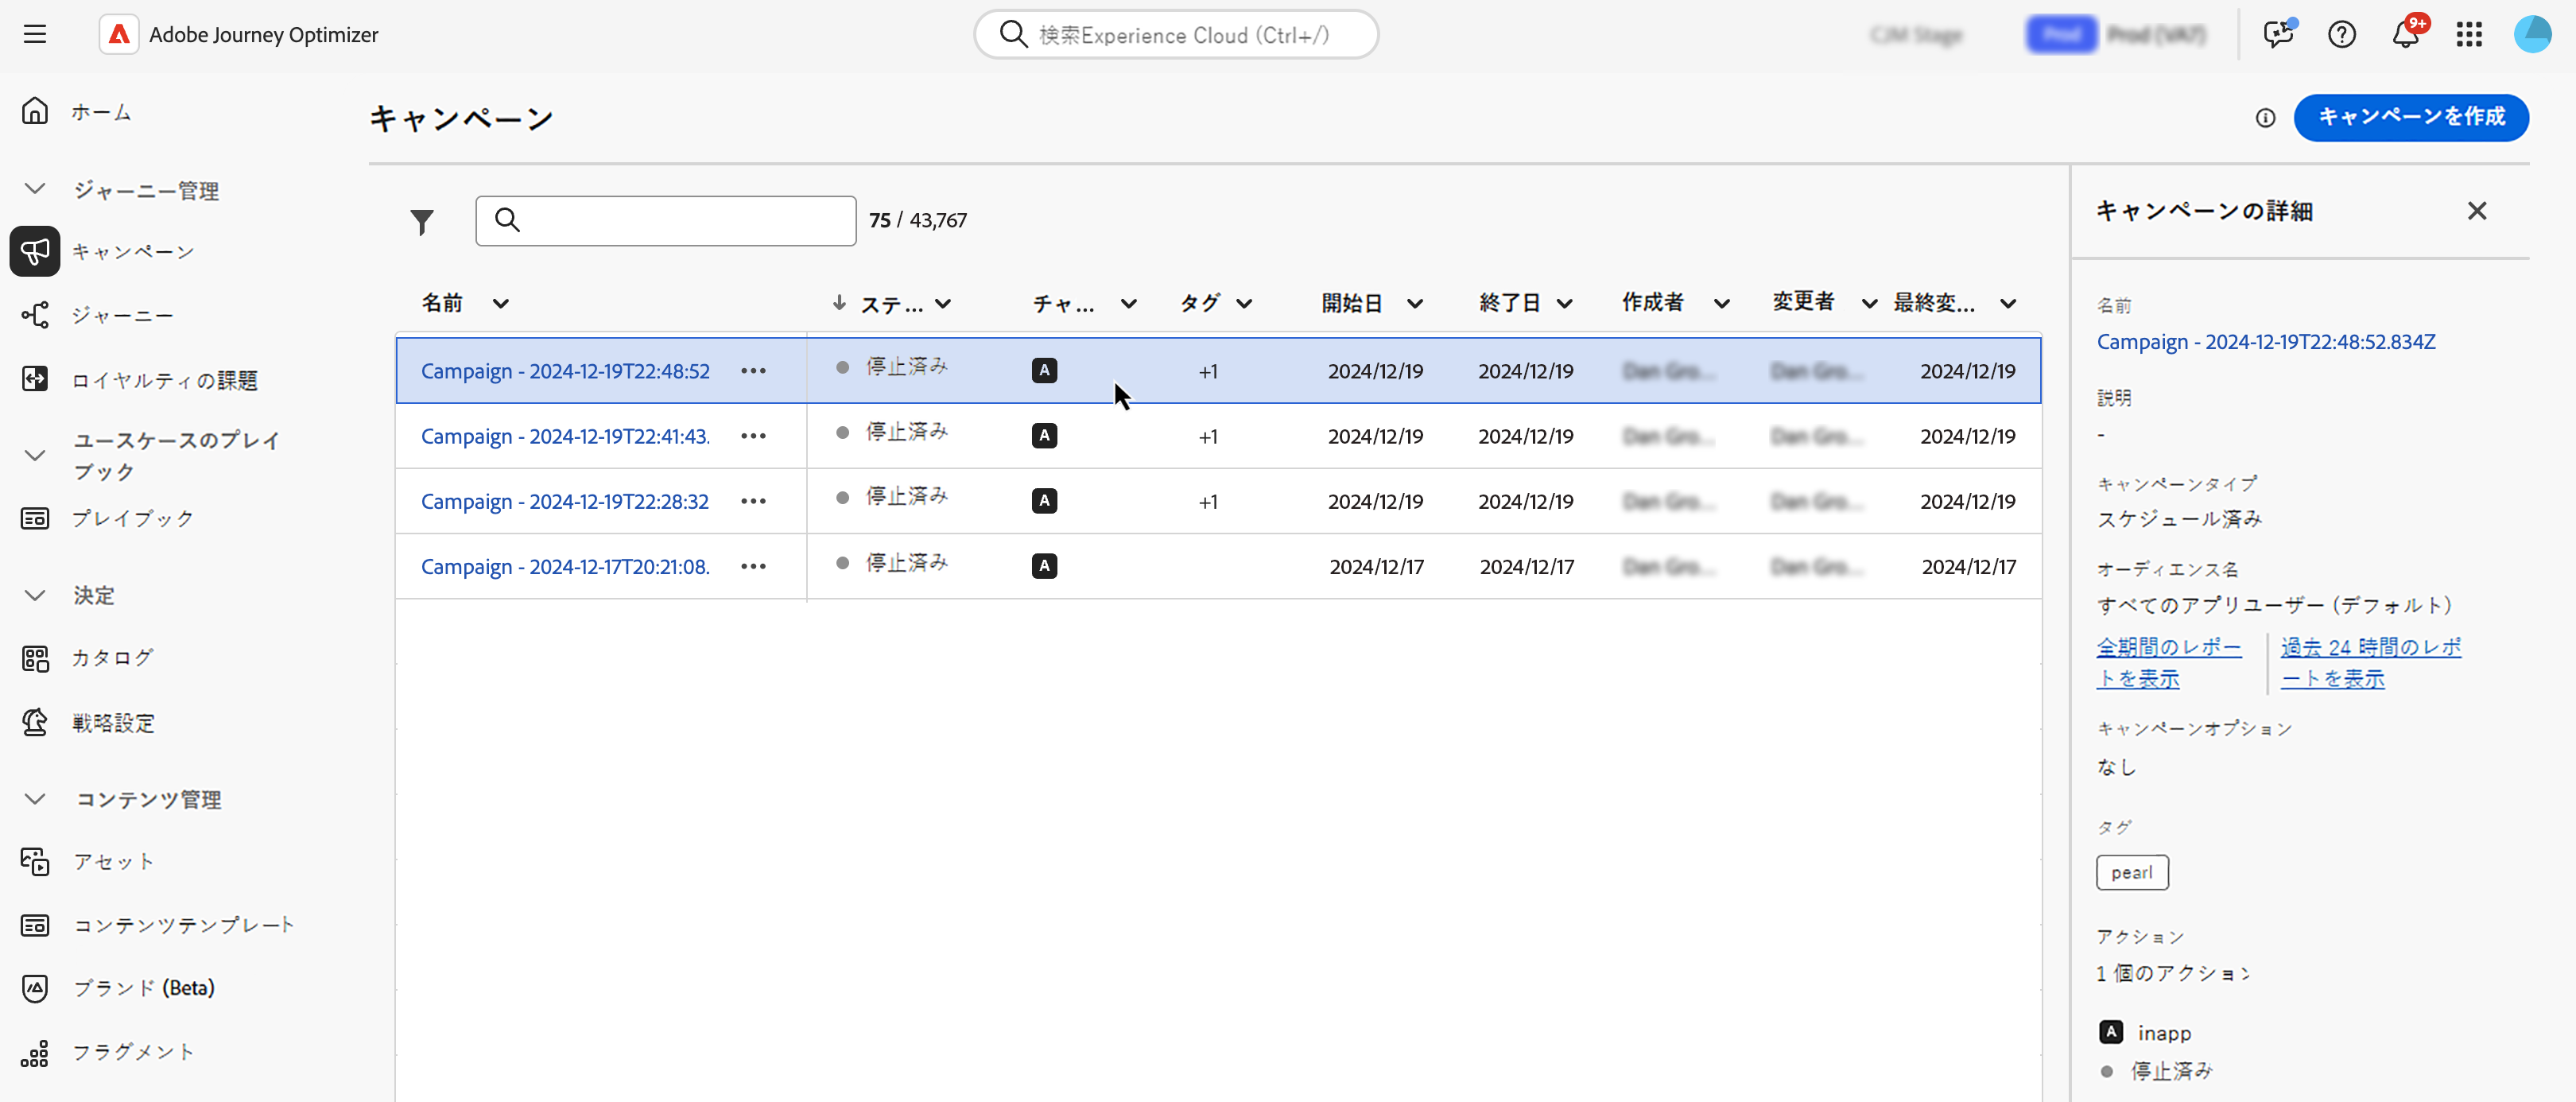 Adobe Journey Optimizer
検索Experience Cloud (Ctrl+/)
9+
ホーム
ジャーニー管理
キャンペーン
ジャーニー
ロイヤルティの課題
ユースケースのプレイ
ブック
プレイブック
決定
カタログ
戦略設定
コンテンツ管理
アセット
コンテンツテンプレート
ブランド (Beta)
フラグメント
キャンペーン
キャンペーンを作成
75 / 43,767
名前 ステ... チャ... タグ 開始日 終了日 作成者 変更者 最終変...
Campaign - 2024-12-19T22:48:52 ••• 停止済み A +1 2024/12/19 2024/12/19 2024/12/19
Campaign - 2024-12-19T22:41:43. ••• 停止済み A +1 2024/12/19 2024/12/19 2024/12/19
Campaign - 2024-12-19T22:28:32 ••• 停止済み A +1 2024/12/19 2024/12/19 2024/12/19
Campaign - 2024-12-17T20:21:08. ••• 停止済み A 2024/12/17 2024/12/17 2024/12/17
キャンペーンの詳細
名前
Campaign - 2024-12-19T22:48:52.834Z
説明
-
キャンペーンタイプ
スケジュール済み
オーディエンス名
すべてのアプリユーザー (デフォルト)
全期間のレポー
トを表示
過去 24 時間のレポ
ートを表示
キャンペーンオプション
なし
タグ
pearl
アクション
1 個のアクション
A inapp
停止済み